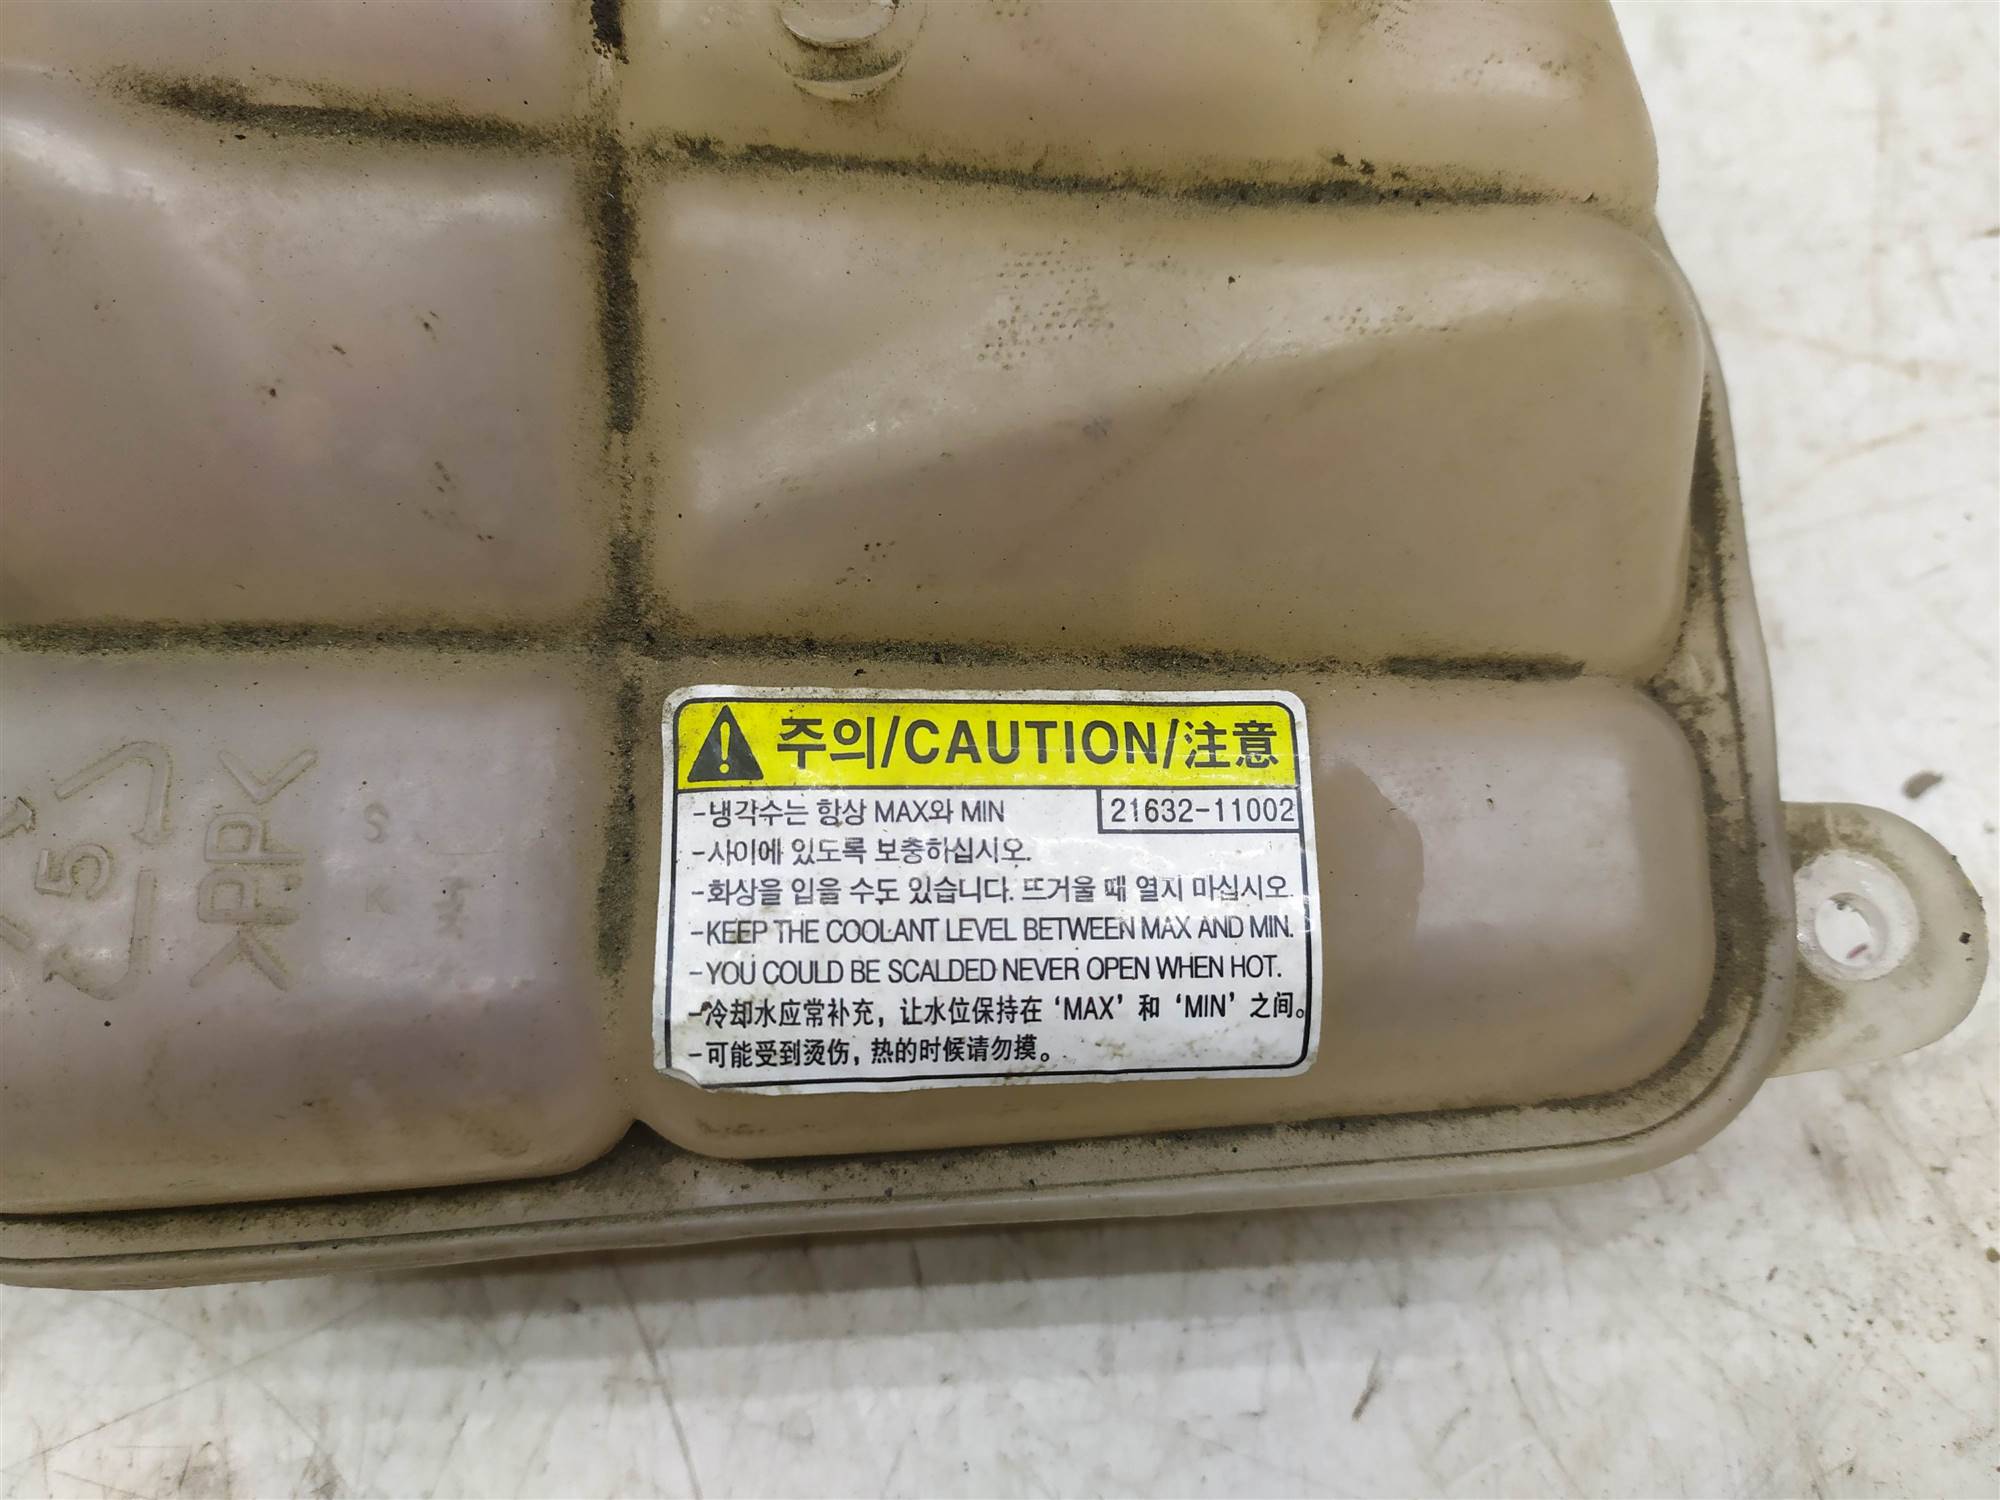 주의/CAUTION/注意
-냉각수는 항상 MAX와 MIN
21632-11002
-사이에 있도록 보충하십시오.
-화상을 입을 수도 있습니다. 뜨거울 때 열지 마십시오.
-KEEP THE COOLANT LEVEL BETWEEN MAX AND MIN.
-YOU COULD BE SCALDED NEVER OPEN WHEN HOT.
-冷却水应常补充，让水位保持在‘MAX’和‘MIN’之间。
-可能受到烫伤，热的时候请勿摸。
5
S
K